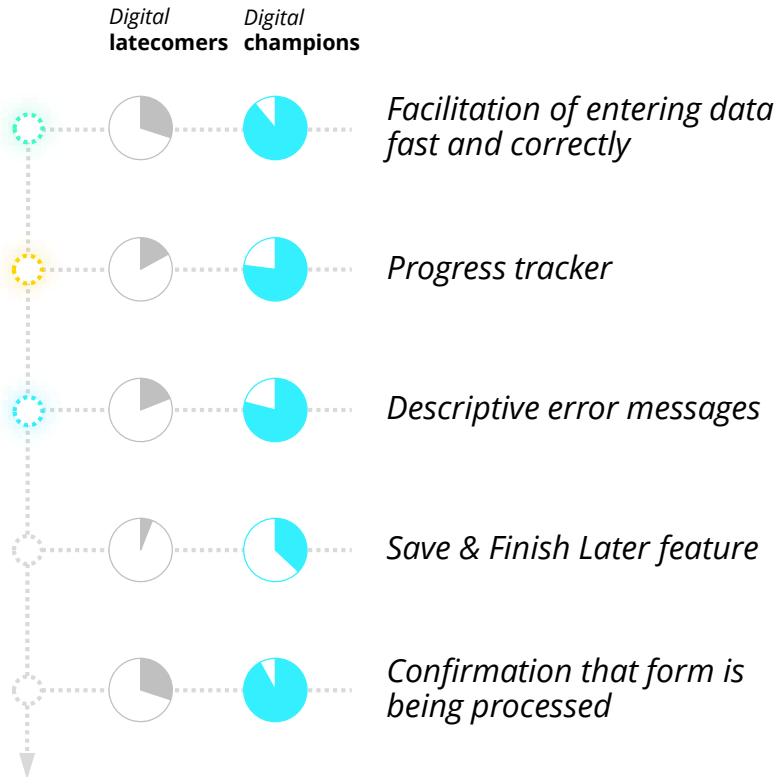 Digital Digital
latecomers champions
Facilitation of entering data
fast and correctly
Progress tracker
Descriptive error messages
Save & Finish Later feature
Confirmation that form is
being processed